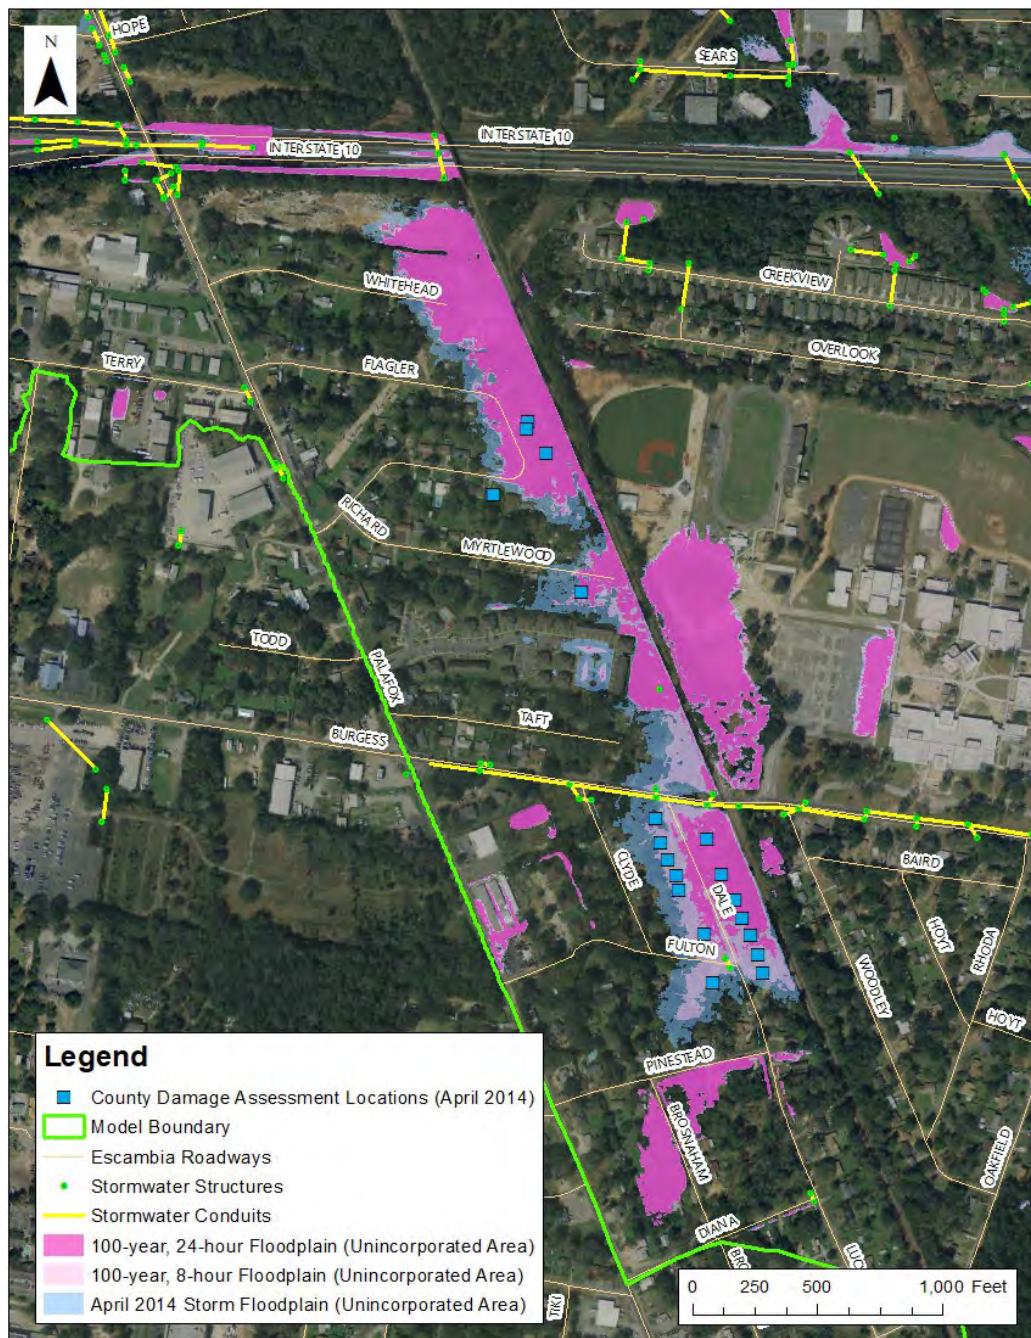 HOPE
N
SEARS
INTERSTATE 10
INTERSTATE 10
CREEKVIEW
WHITEHEAD
OVERLOOK
TERRY
FLAGLER
RICHARD
MYRTLEWOOD
TODD
PALAFOX
TAFT
BURGESS
CLYDE
DALE
BAIRD
HOYT
RHODA
FULTON
WOODLEY
HOYT
PINESTEAD
BROSNAHAM
OAKFIELD
DIANA
BRO
LUC
TIKI
Legend
County Damage Assessment Locations (April 2014)
Model Boundary
Escambia Roadways
Stormwater Structures
Stormwater Conduits
100-year, 24-hour Floodplain (Unincorporated Area)
100-year, 8-hour Floodplain (Unincorporated Area)
April 2014 Storm Floodplain (Unincorporated Area)
0 250 500 1,000 Feet